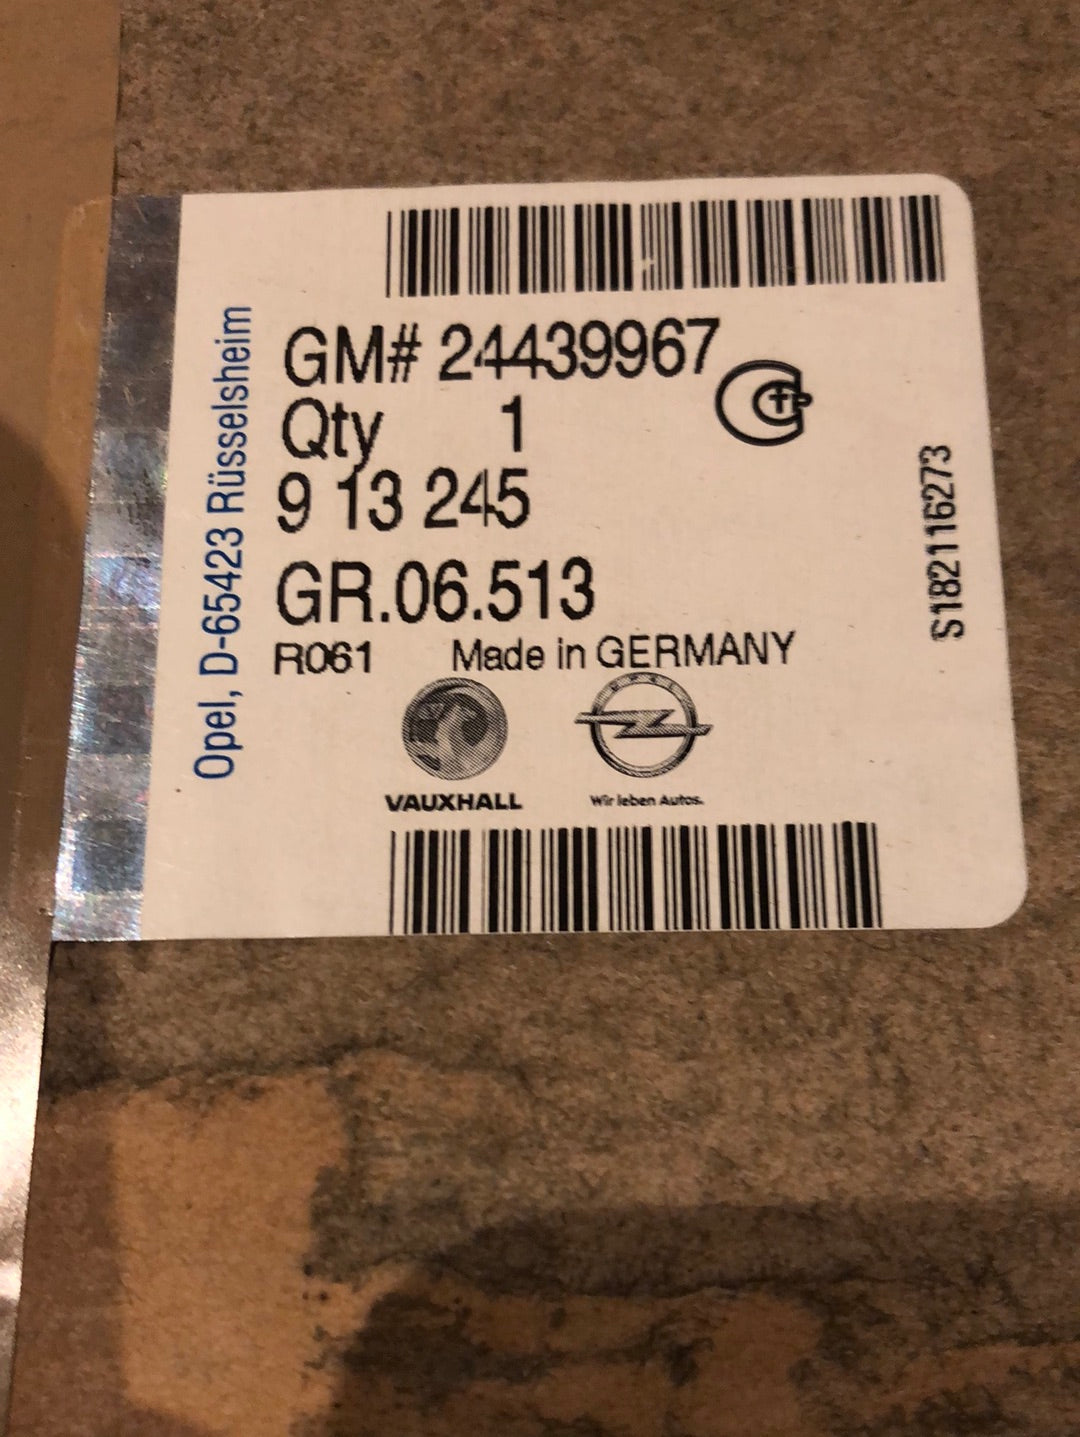 GM# 24439967
Qty 1
9 13 245
GR.06.513
R061 Made in GERMANY
OPEL
VAUXHALL
Wir leben Autos.
Opel, D-65423 Rüsselsheim
S182116273